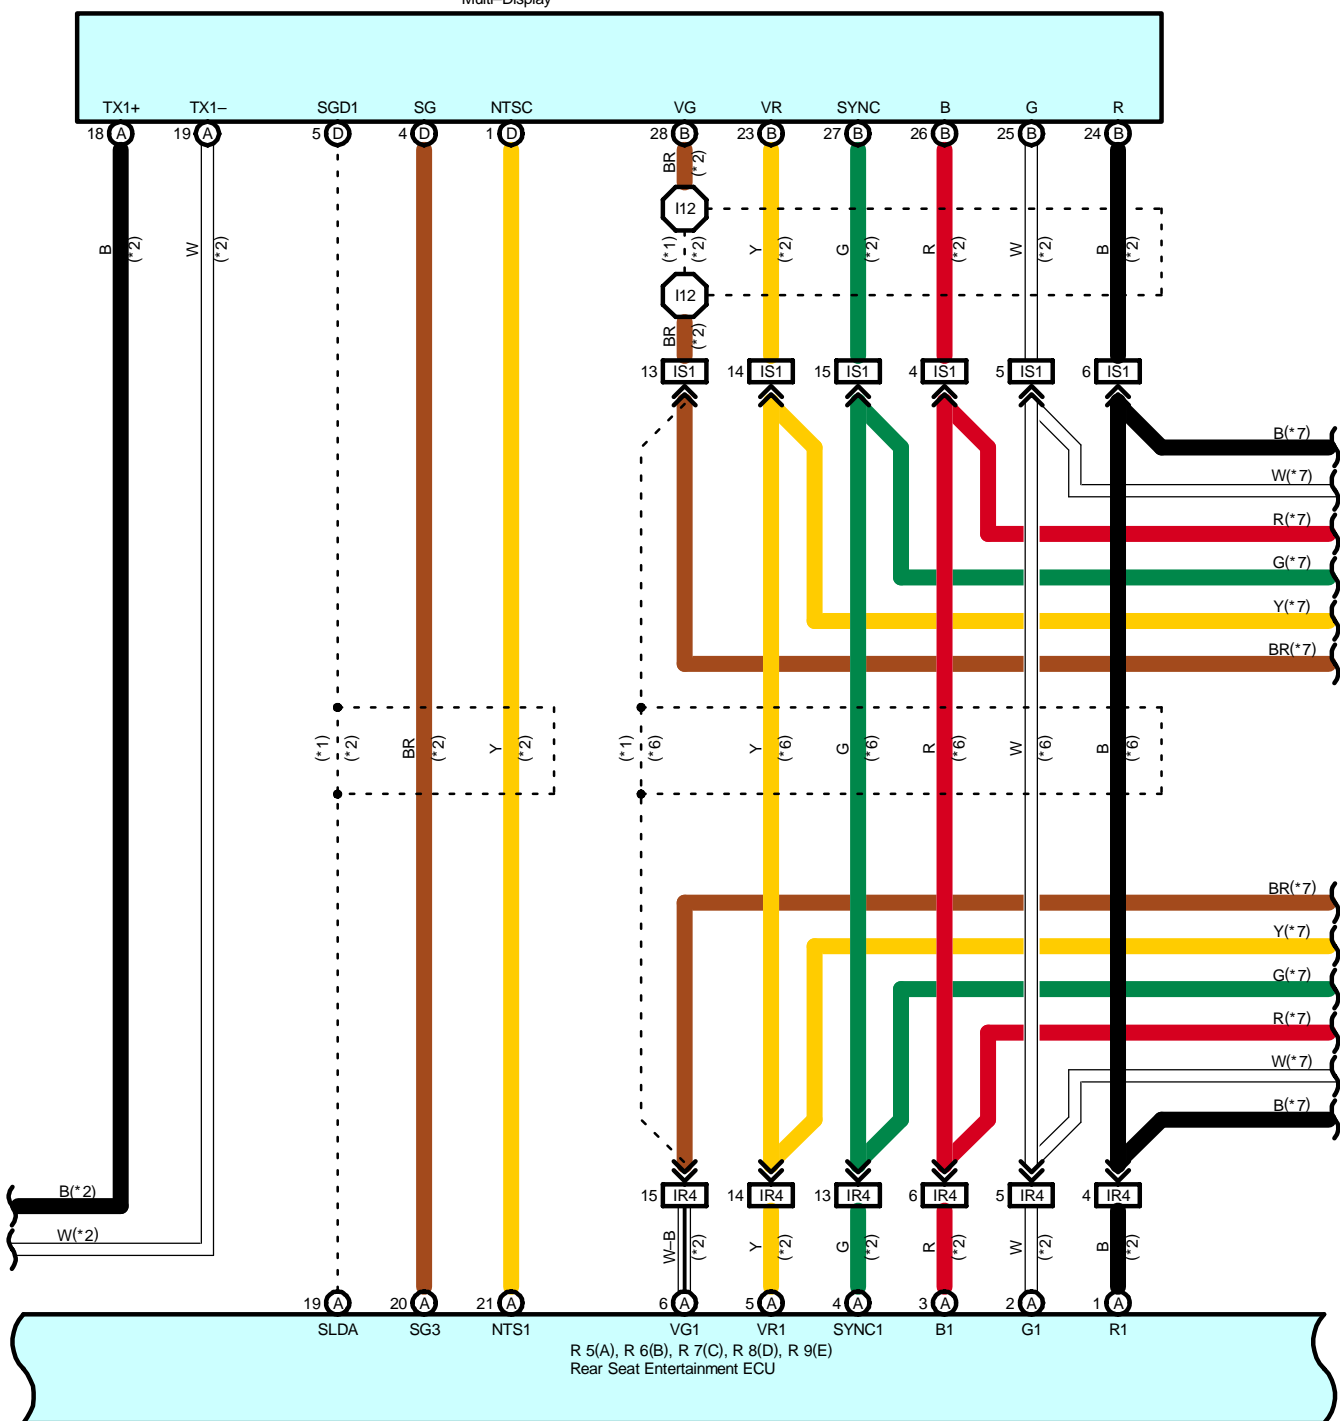 Multi–Display
TX1+ TX1– SGD1 SG NTSC VG VR SYNC B G R
18 A 19 A 5 D 4 D 1 D 28 B 23 B 27 B 26 B 25 B 24 B
BR (*2)
I12
B (*2) W (*2) (*1) (*2) Y (*2) G (*2) R (*2) W (*2) B (*2)
I12
BR (*2)
13 IS1 14 IS1 15 IS1 4 IS1 5 IS1 6 IS1
B(*7)
W(*7)
R(*7)
G(*7)
Y(*7)
BR(*7)
(*1) (*2) BR (*2) Y (*2) (*1) (*6) Y (*6) G (*6) R (*6) W (*6) B (*6)
BR(*7)
Y(*7)
G(*7)
R(*7)
W(*7)
B(*7)
B(*2) 15 IR4 14 IR4 13 IR4 6 IR4 5 IR4 4 IR4
W(*2) W–B (*2) Y (*2) G (*2) R (*2) W (*2) B (*2)
19 A 20 A 21 A 6 A 5 A 4 A 3 A 2 A 1 A
SLDA SG3 NTS1 VG1 VR1 SYNC1 B1 G1 R1
R 5(A), R 6(B), R 7(C), R 8(D), R 9(E)
Rear Seat Entertainment ECU